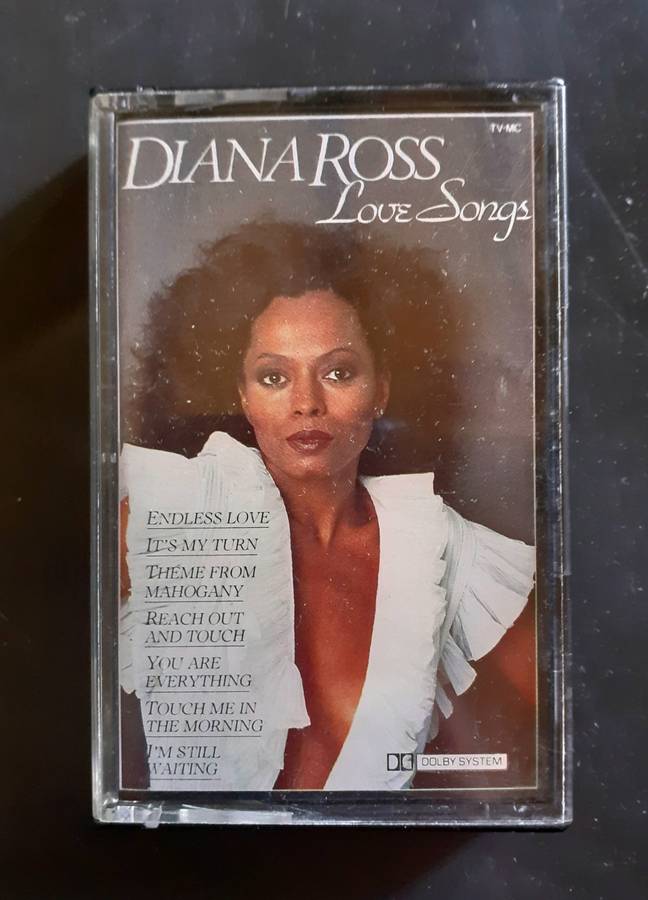 TV-MC
DIANA ROSS
Love Songs
ENDLESS LOVE
IT'S MY TURN
THEME FROM
MAHOGANY
REACH OUT
AND TOUCH
YOU ARE
EVERYTHING
TOUCH ME IN
THE MORNING
I'M STILL
WAITING
DOLBY SYSTEM